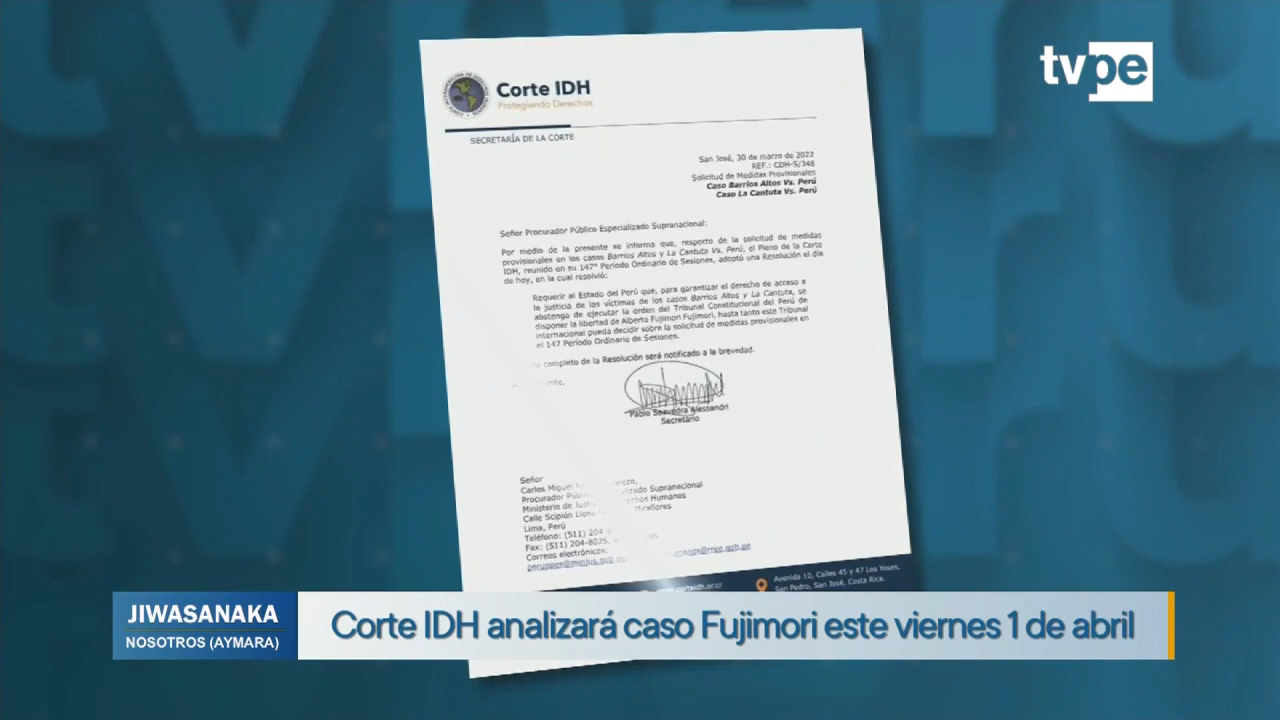 tvpe
Corte IDH
Protegiendo Derechos
SECRETARÍA DE LA CORTE
San José, 30 de marzo de 2022
REF.: CDH-S/348
Solicitud de Medidas Provisionales
Caso Barrios Altos Vs. Perú
Caso La Cantuta Vs. Perú
Señor Procurador Público Especializado Supranacional:
Por medio de la presente se informa que, respecto de la solicitud de medidas
provisionales en los casos Barrios Altos y La Cantuta Vs. Perú, el Pleno de la Corte
IDH, reunido en su 147° Período Ordinario de Sesiones, adoptó una Resolución el día
de hoy, en la cual resolvió:
Requerir al Estado del Perú que, para garantizar el derecho de acceso a
la justicia de las víctimas de los casos Barrios Altos y La Cantuta, se
abstenga de ejecutar la orden del Tribunal Constitucional del Perú de
disponer la libertad de Alberto Fujimori Fujimori, hasta tanto este Tribunal
internacional pueda decidir sobre la solicitud de medidas provisionales en
el 147 Período Ordinario de Sesiones.
completo de la Resolución será notificado a la brevedad.
Pablo Saavedra Alessandri
Secretario
Señor
Carlos Miguel
Procurador Supranacional
Ministerio de Humanos
Calle Scipión Miraflores
Lima, Perú
Teléfono: (511) 204
Fax: (511) 204-8075,
Correos electrónicos:
Avenida 10, Calles 45 y 47 Los Yoses,
San Pedro, San José, Costa Rica.
JIWASANAKA
NOSOTROS (AYMARA)
Corte IDH analizará caso Fujimori este viernes 1 de abril